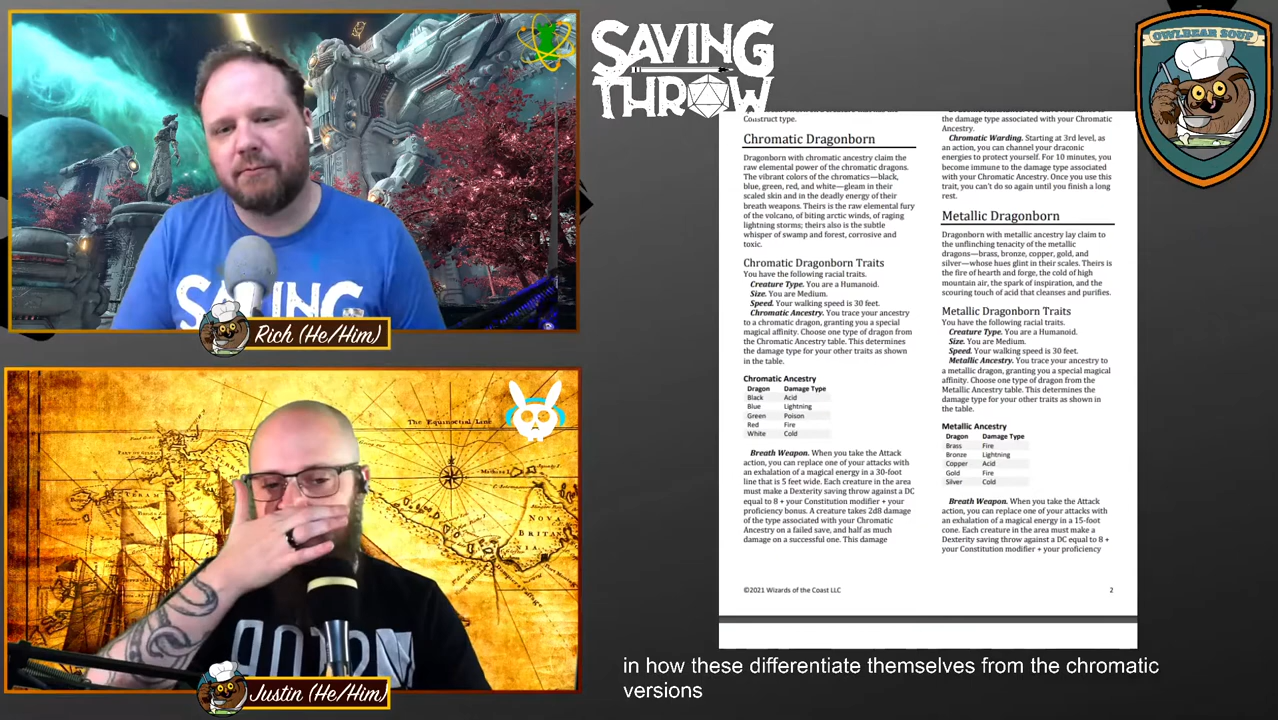 SAVING
THROW
OWLBEAR SOUP
SAVING
Rich (He/Him)
The Equinoctial Line
Justin (He/Him)
Construct type.
Chromatic Dragonborn
Dragonborn with chromatic ancestry claim the
raw elemental power of the chromatic dragons.
The vibrant colors of the chromatics—black,
blue, green, red, and white—gleam in their
scaled skin and in the deadly energy of their
breath weapons. Theirs is the raw elemental fury
of the volcano, of biting arctic winds, of raging
lightning storms; theirs also is the subtle
whisper of swamp and forest, corrosive and
toxic.
Chromatic Dragonborn Traits
You have the following racial traits.
Creature Type. You are a Humanoid.
Size. You are Medium.
Speed. Your walking speed is 30 feet.
Chromatic Ancestry. You trace your ancestry
to a chromatic dragon, granting you a special
magical affinity. Choose one type of dragon from
the Chromatic Ancestry table. This determines
the damage type for your other traits as shown
in the table.
Chromatic Ancestry
Dragon Damage Type
Black Acid
Blue Lightning
Green Poison
Red Fire
White Cold
Breath Weapon. When you take the Attack
action, you can replace one of your attacks with
an exhalation of a magical energy in a 30-foot
line that is 5 feet wide. Each creature in the area
must make a Dexterity saving throw against a DC
equal to 8 + your Constitution modifier + your
proficiency bonus. A creature takes 2d8 damage
of the type associated with your Chromatic
Ancestry on a failed save, and half as much
damage on a successful one. This damage
the damage type associated with your Chromatic
Ancestry.
Chromatic Warding. Starting at 3rd level, as
an action, you can channel your draconic
energies to protect yourself. For 10 minutes, you
become immune to the damage type associated
with your Chromatic Ancestry. Once you use this
trait, you can't do so again until you finish a long
rest.
Metallic Dragonborn
Dragonborn with metallic ancestry lay claim to
the unflinching tenacity of the metallic
dragons—brass, bronze, copper, gold, and
silver—whose hues glint in their scales. Theirs is
the fire of hearth and forge, the cold of high
mountain air, the spark of inspiration, and the
scouring touch of acid that cleanses and purifies.
Metallic Dragonborn Traits
You have the following racial traits.
Creature Type. You are a Humanoid.
Size. You are Medium.
Speed. Your walking speed is 30 feet.
Metallic Ancestry. You trace your ancestry to
a metallic dragon, granting you a special magical
affinity. Choose one type of dragon from the
Metallic Ancestry table. This determines the
damage type for your other traits as shown in
the table.
Metallic Ancestry
Dragon Damage Type
Brass Fire
Bronze Lightning
Copper Acid
Gold Fire
Silver Cold
Breath Weapon. When you take the Attack
action, you can replace one of your attacks with
an exhalation of a magical energy in a 15-foot
cone. Each creature in the area must make a
Dexterity saving throw against a DC equal to 8 +
your Constitution modifier + your proficiency
©2021 Wizards of the Coast LLC
2
in how these differentiate themselves from the chromatic
versions